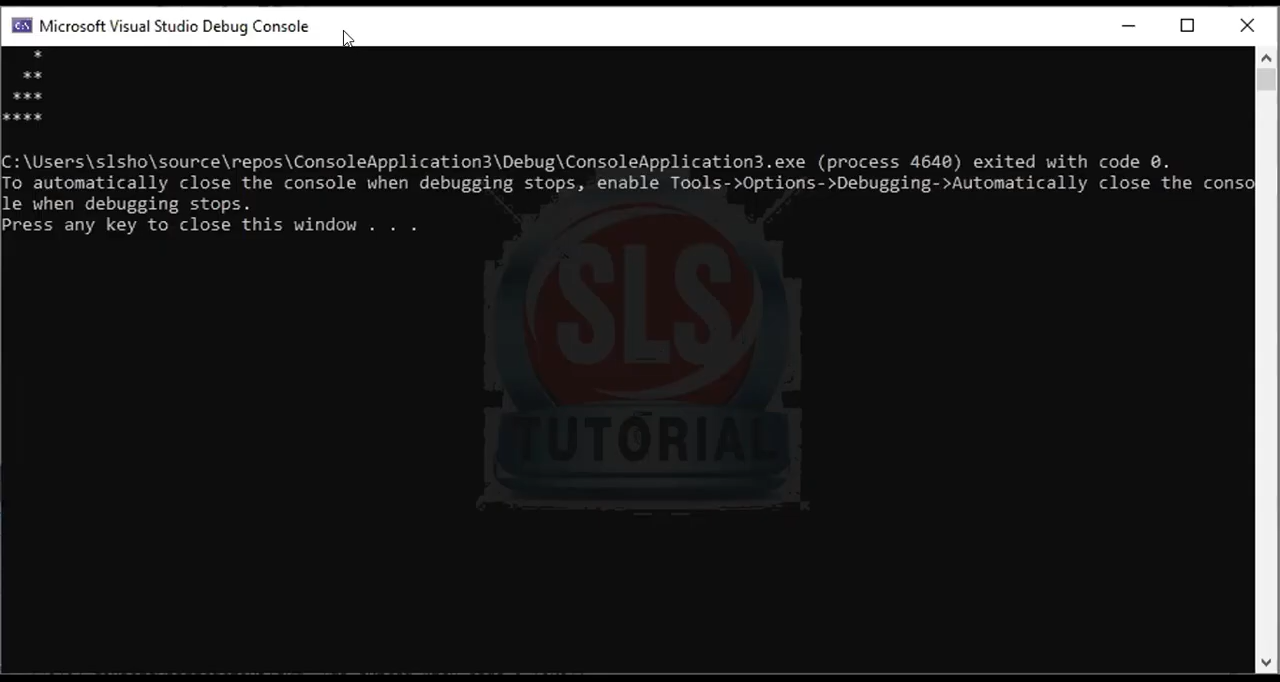 Microsoft Visual Studio Debug Console
   *
  **
 ***
****
C:\Users\slsho\source\repos\ConsoleApplication3\Debug\ConsoleApplication3.exe (process 4640) exited with code 0.
To automatically close the console when debugging stops, enable Tools->Options->Debugging->Automatically close the conso
le when debugging stops.
Press any key to close this window . . .
SLS
TUTORIAL